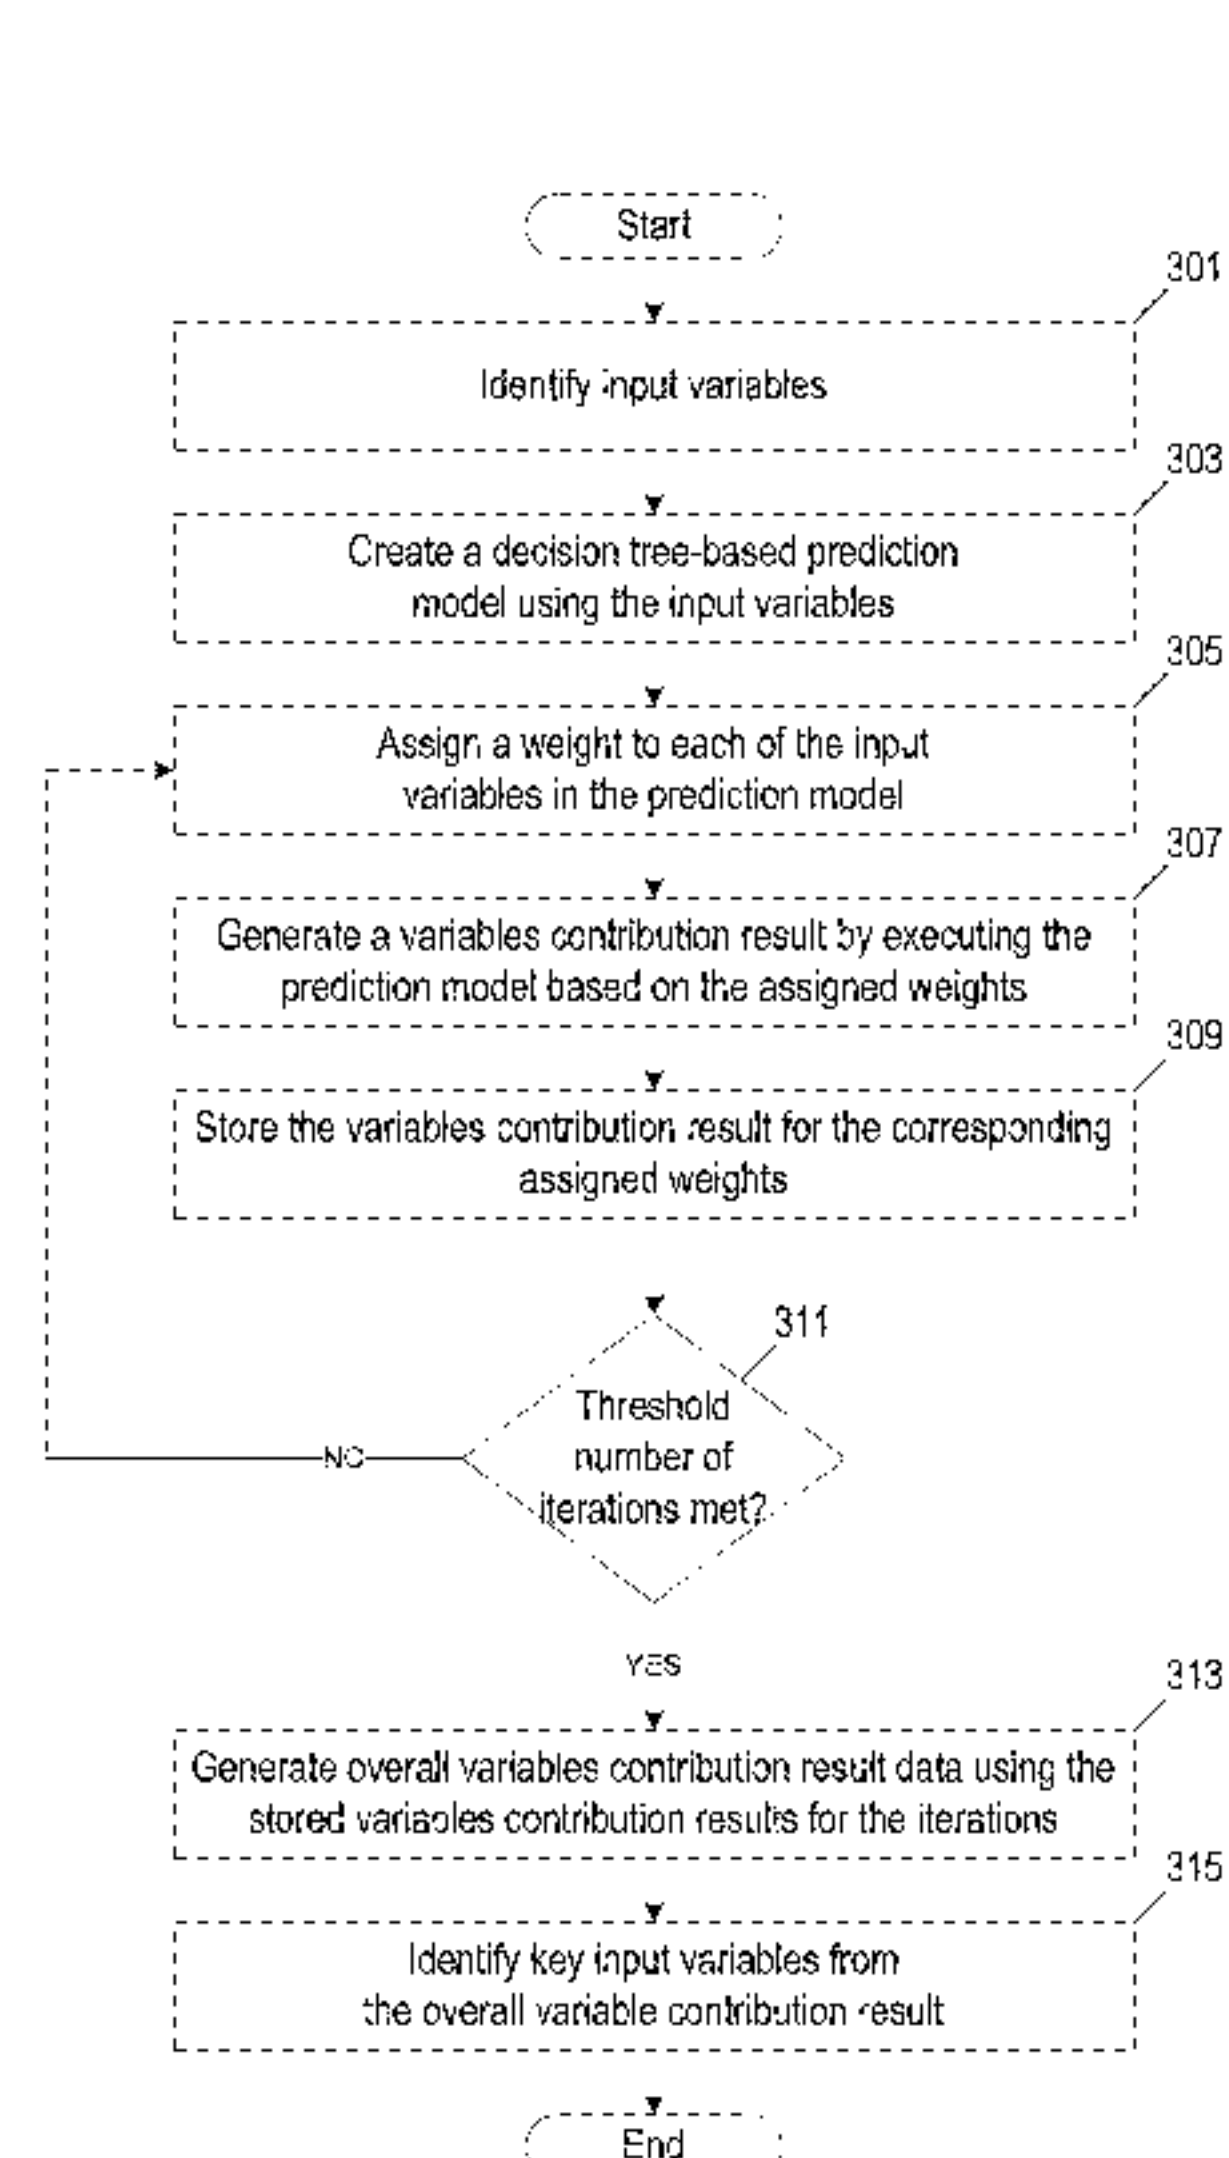 Start
301
Identify input variables
303
Create a decision tree-based prediction
model using the input variables
305
Assign a weight to each of the input
variables in the prediction model
307
Generate a variables contribution result by executing the
prediction model based on the assigned weights
309
Store the variables contribution result for the corresponding
assigned weights
311
Threshold
number of
iterations met?
NO
YES
313
Generate overall variables contribution result data using the
stored variables contribution results for the iterations
315
Identify key input variables from
the overall variable contribution result
End